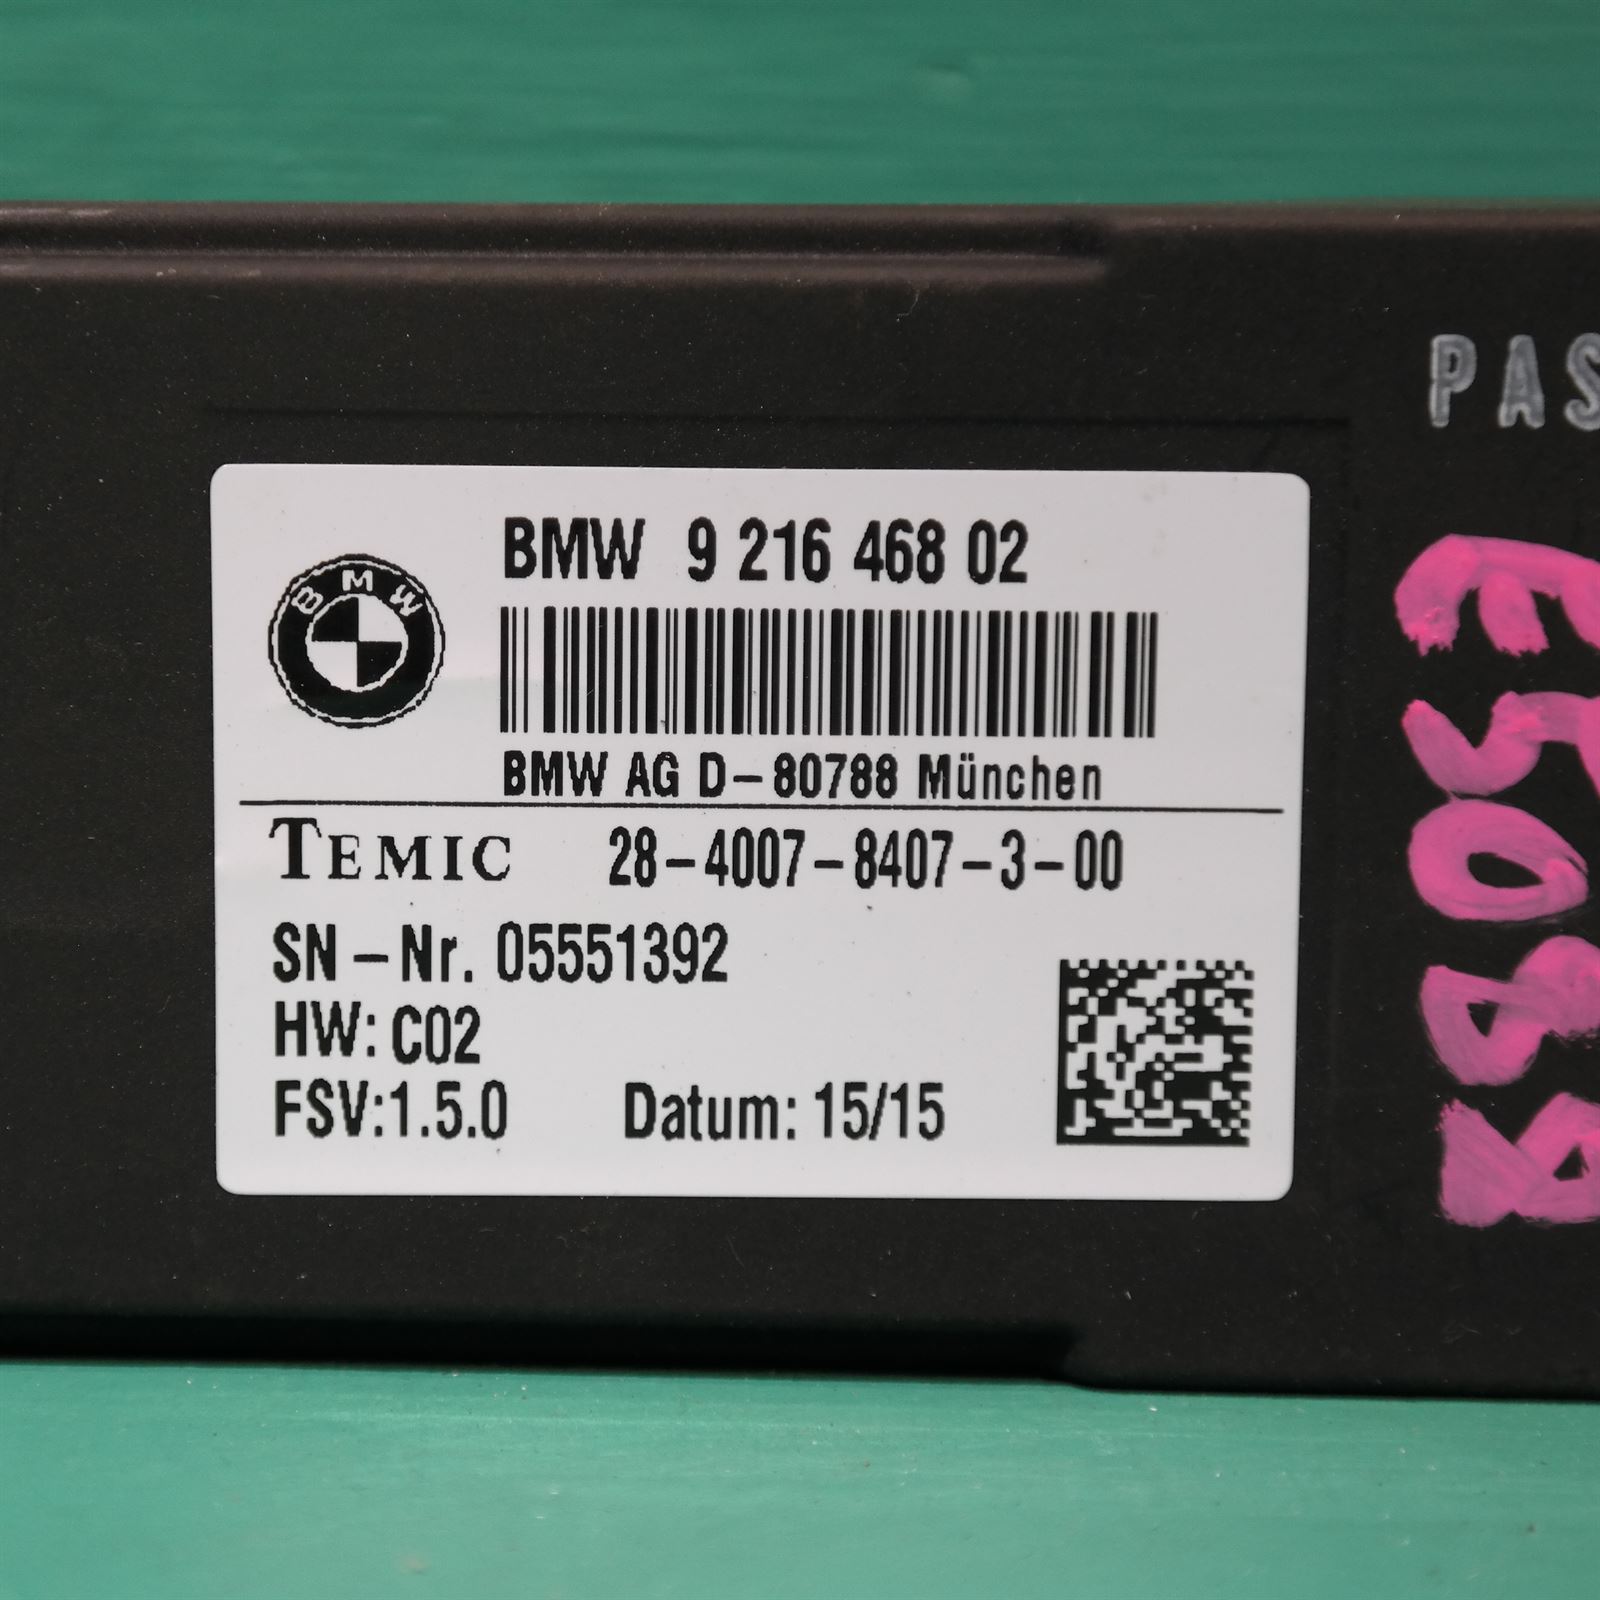 BMW 9 216 468 02
BMW
BMW AG D-80788 München
TEMIC 28-4007-8407-3-00
SN-Nr. 05551392
HW: C02
FSV:1.5.0 Datum: 15/15
PAS